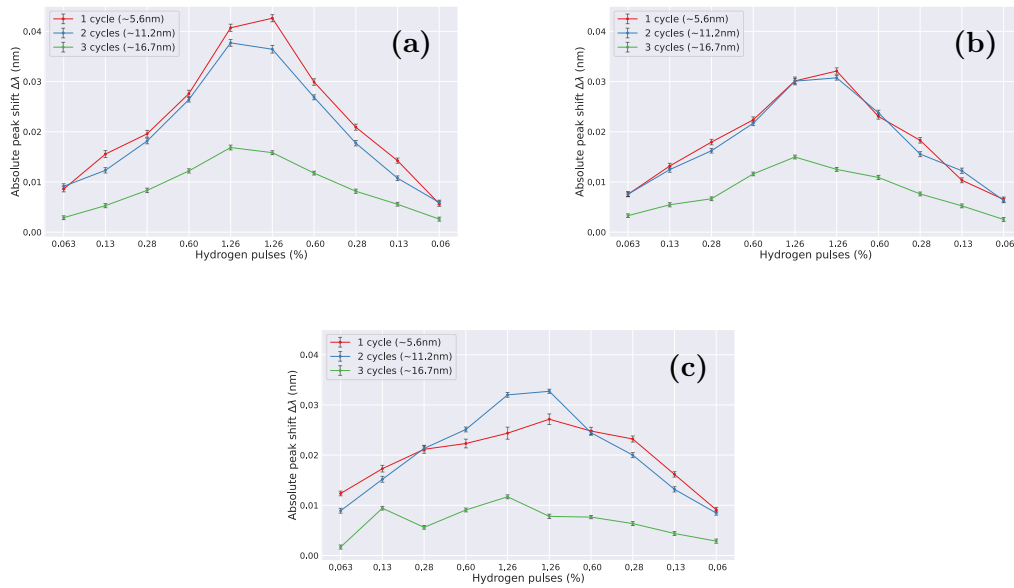 1 cycle (~5.6nm)
2 cycles (~11.2nm)
3 cycles (~16.7nm)
(a)
Absolute peak shift Δλ (nm)
0.04
0.03
0.02
0.01
0.00
0.063 0.13 0.28 0.60 1.26 1.26 0.60 0.28 0.13 0.06
Hydrogen pulses (%)
1 cycle (~5.6nm)
2 cycles (~11.2nm)
3 cycles (~16.7nm)
(b)
Absolute peak shift Δλ (nm)
0.04
0.03
0.02
0.01
0.00
0.063 0.13 0.28 0.60 1.26 1.26 0.60 0.28 0.13 0.06
Hydrogen pulses (%)
1 cycle (~5.6nm)
2 cycles (~11.2nm)
3 cycles (~16.7nm)
(c)
Absolute peak shift Δλ (nm)
0.04
0.03
0.02
0.01
0.00
0.063 0.13 0.28 0.60 1.26 1.26 0.60 0.28 0.13 0.06
Hydrogen pulses (%)